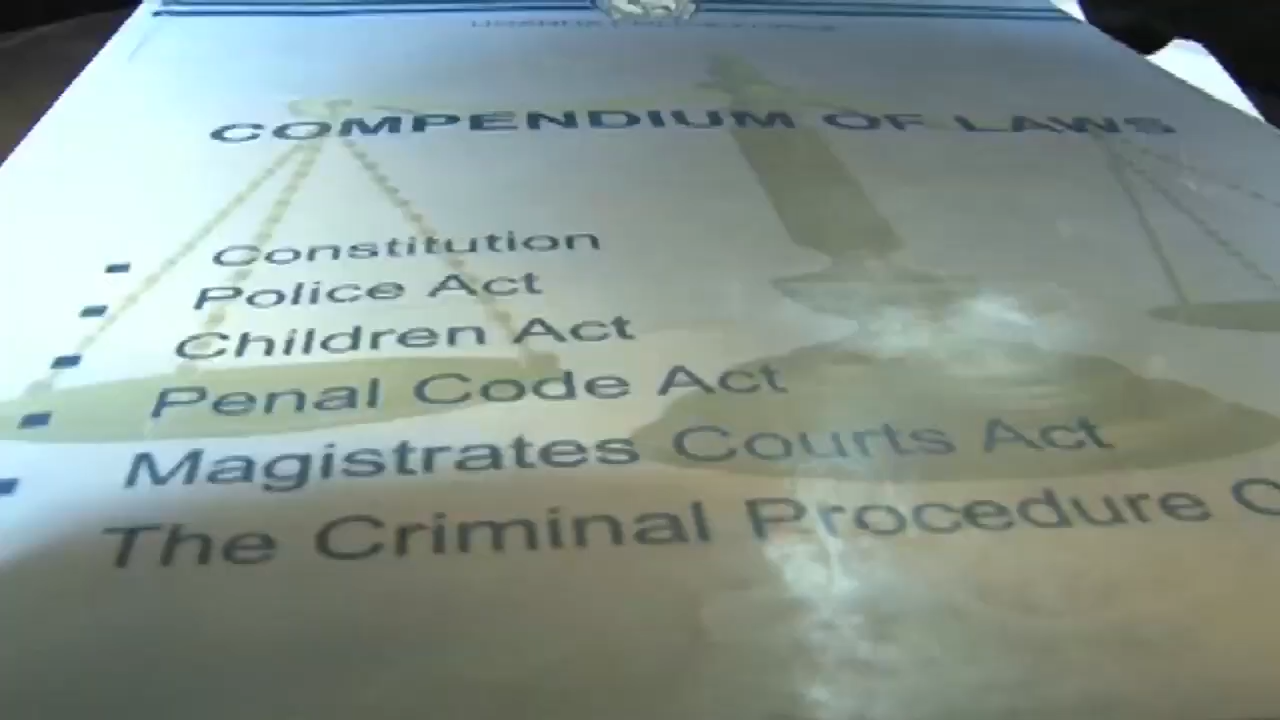 COMPENDIUM OF LAWS
▪ Constitution
▪ Police Act
▪ Children Act
▪ Penal Code Act
▪ Magistrates Courts Act
The Criminal Procedure C